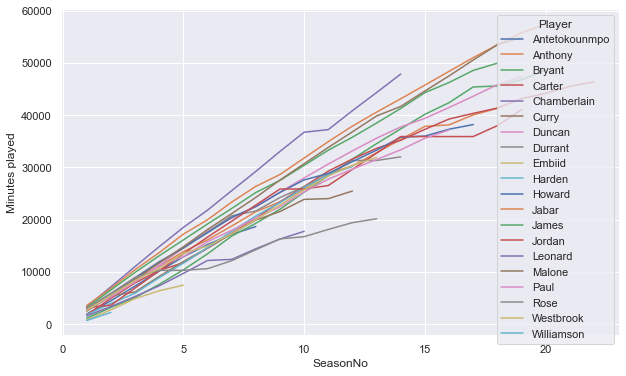 60000
50000
40000
30000
20000
10000
0
Minutes played
0
5
10
15
20
SeasonNo
Player
Antetokounmpo
Anthony
Bryant
Carter
Chamberlain
Curry
Duncan
Durrant
Embiid
Harden
Howard
Jabar
James
Jordan
Leonard
Malone
Paul
Rose
Westbrook
Williamson